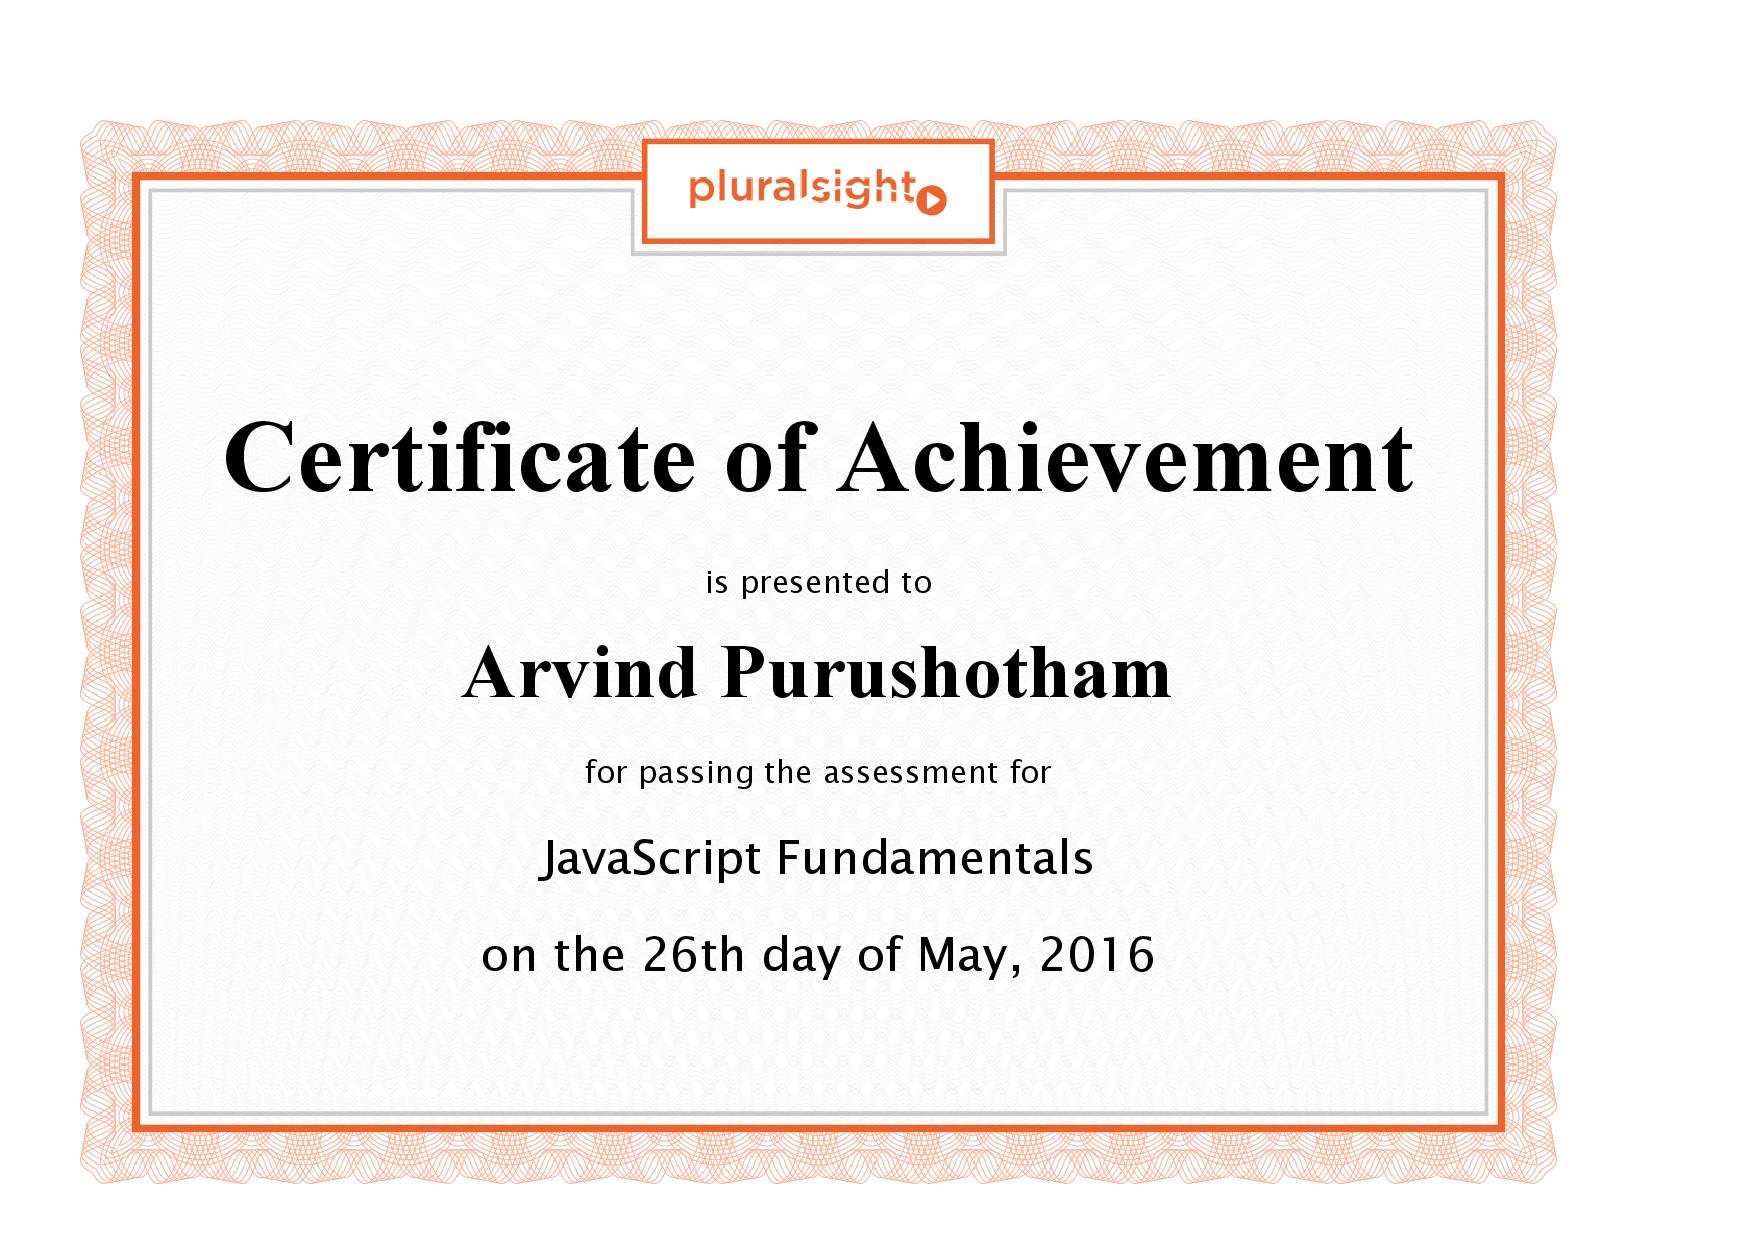 pluralsight
Certificate of Achievement
is presented to
Arvind Purushotham
for passing the assessment for
JavaScript Fundamentals
on the 26th day of May, 2016